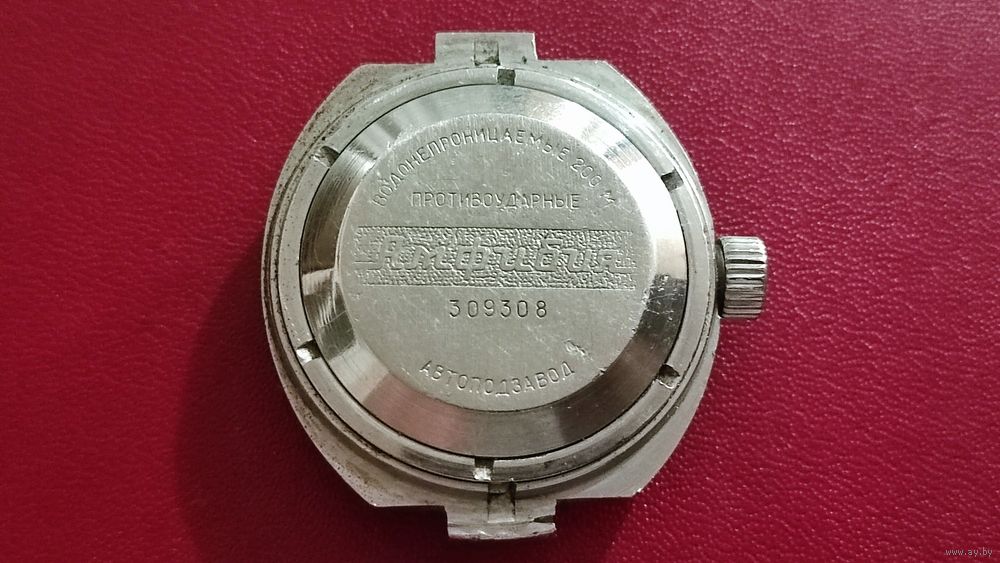 ВОДОНЕПРОНИЦАЕМЫЕ 200 м
ПРОТИВОУДАРНЫЕ
Амфибия
309308
АВТОПОДЗАВОД
www.ay.by